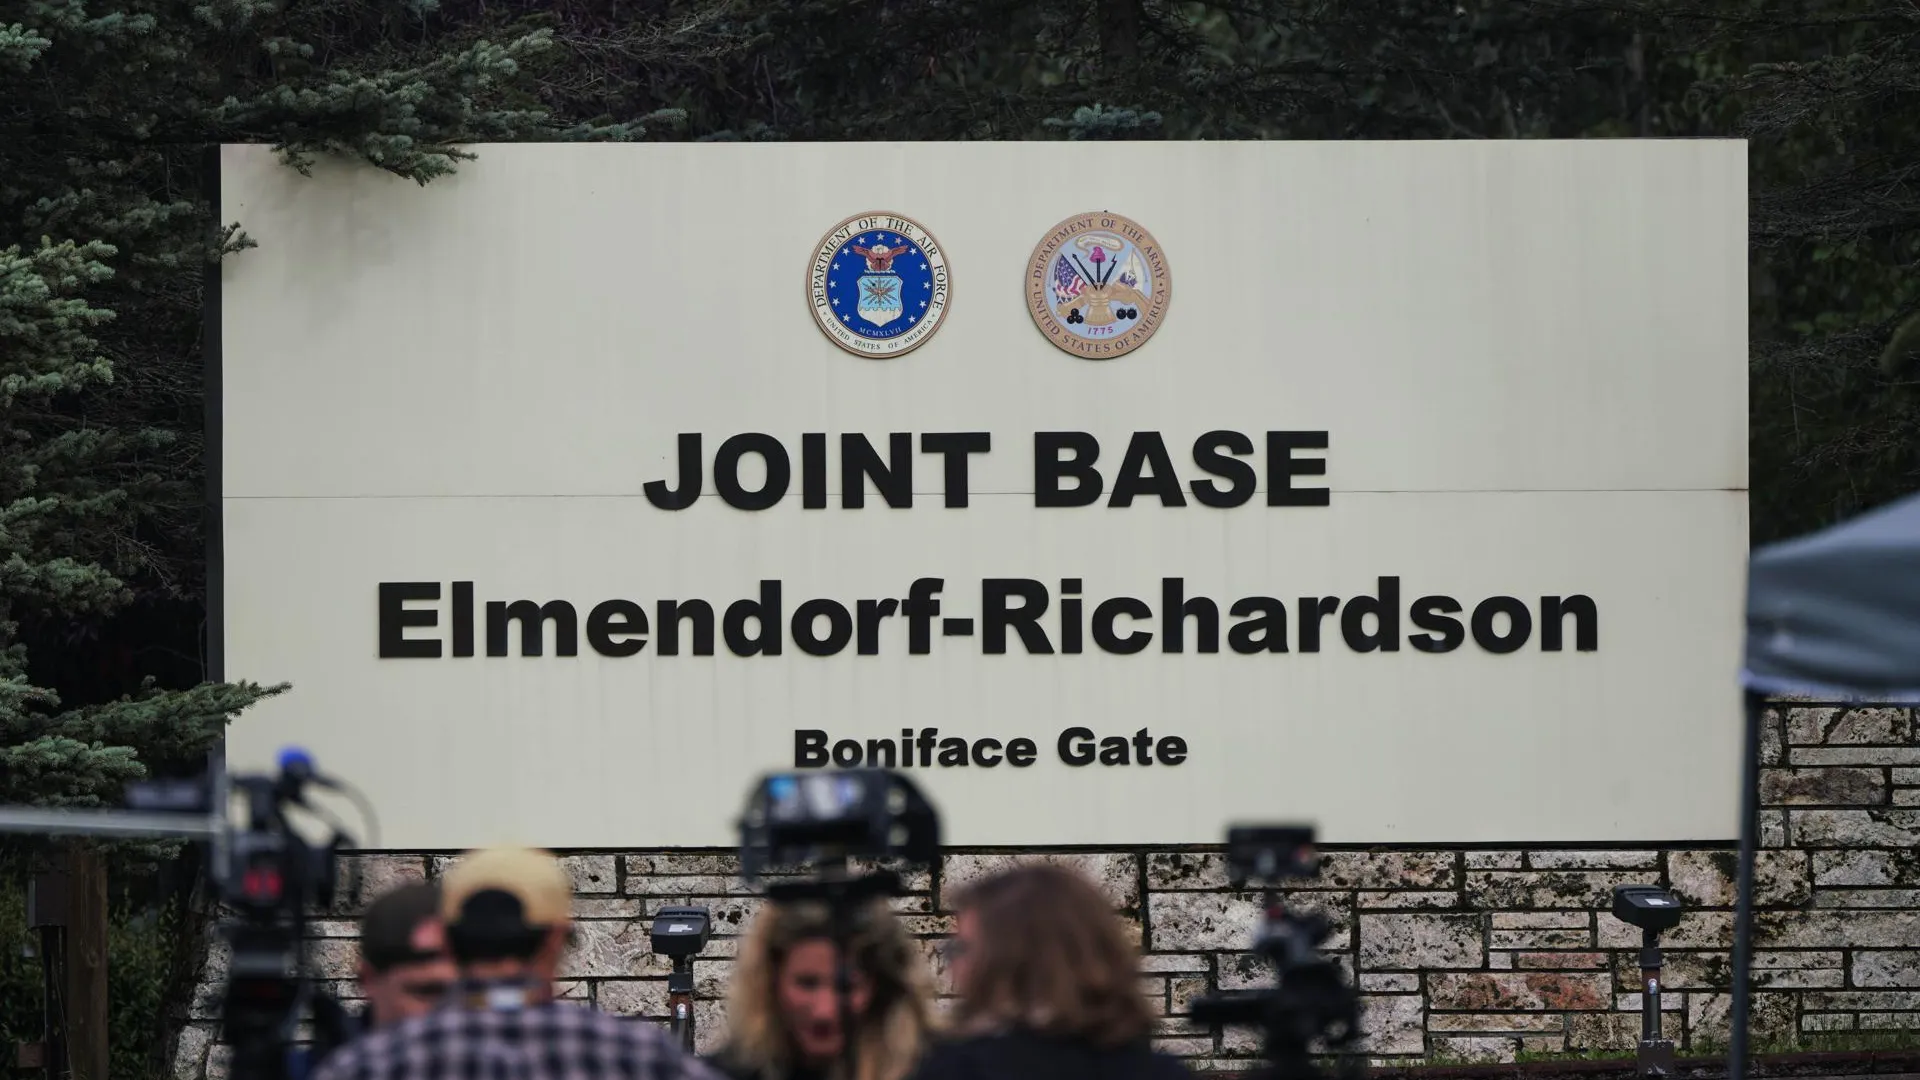 DEPARTMENT OF THE AIR FORCE
UNITED STATES OF AMERICA
MCMXLVII
DEPARTMENT OF THE ARMY
UNITED STATES OF AMERICA
1775
JOINT BASE
Elmendorf-Richardson
Boniface Gate